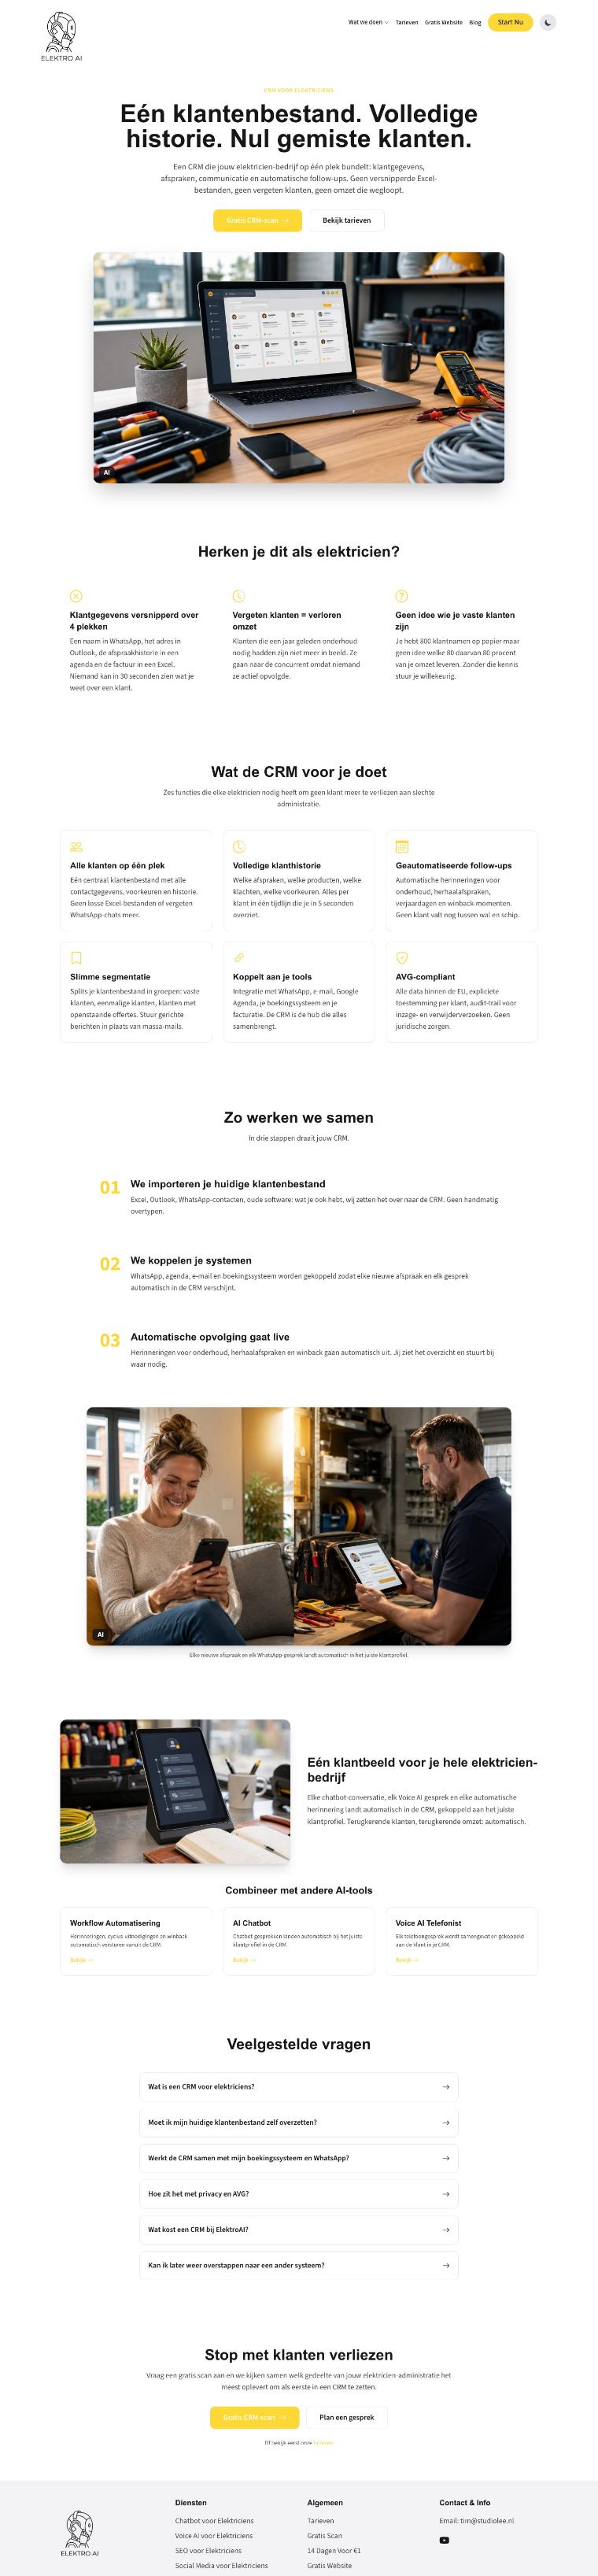 ELEKTRO AI
Wat we doen
Tarieven
Gratis Website
Blog
Start Nu
CRM VOOR ELEKTRICIENS
Eén klantenbestand. Volledige
historie. Nul gemiste klanten.
Een CRM die jouw elektricien-bedrijf op één plek bundelt: klantgegevens,
afspraken, communicatie en automatische follow-ups. Geen versnipperde Excel-
bestanden, geen vergeten klanten, geen omzet die wegloopt.
Gratis CRM-scan →
Bekijk tarieven
AI
Herken je dit als elektricien?
Klantgegevens versnipperd over
4 plekken
Een naam in WhatsApp, het adres in
Outlook, de afspraakhistorie in een
agenda en de factuur in een Excel.
Niemand kan in 30 seconden zien wat je
weet over een klant.
Vergeten klanten = verloren
omzet
Klanten die een jaar geleden onderhoud
nodig hadden zijn niet meer in beeld. Ze
gaan naar de concurrent omdat niemand
ze actief opvolgde.
Geen idee wie je vaste klanten
zijn
Je hebt 800 klantnamen op papier maar
geen idee welke 80 daarvan 80 procent
van je omzet leveren. Zonder die kennis
stuur je willekeurig.
Wat de CRM voor je doet
Zes functies die elke elektricien nodig heeft om geen klant meer te verliezen aan slechte
administratie.
Alle klanten op één plek
Eén centraal klantenbestand met alle
contactgegevens, voorkeuren en historie.
Geen losse Excel-bestanden of vergeten
WhatsApp-chats meer.
Volledige klanthistorie
Welke afspraken, welke producten, welke
klachten, welke voorkeuren. Alles per
klant in één tijdlijn die je in 5 seconden
overziet.
Geautomatiseerde follow-ups
Automatische herinneringen voor
onderhoud, herhaalafspraken,
verjaardagen en winback-momenten.
Geen klant valt nog tussen wal en schip.
Slimme segmentatie
Splits je klantenbestand in groepen: vaste
klanten, eenmalige klanten, klanten met
openstaande offertes. Stuur gerichte
berichten in plaats van massa-mails.
Koppelt aan je tools
Integratie met WhatsApp, e-mail, Google
Agenda, je boekingssysteem en je
facturatie. De CRM is de hub die alles
samenbrengt.
AVG-compliant
Alle data binnen de EU, expliciete
toestemming per klant, audit-trail voor
inzage- en verwijderverzoeken. Geen
juridische zorgen.
Zo werken we samen
In drie stappen draait jouw CRM.
01
We importeren je huidige klantenbestand
Excel, Outlook, WhatsApp-contacten, oude software: wat je ook hebt, wij zetten het over naar de CRM. Geen handmatig
overtypen.
02
We koppelen je systemen
WhatsApp, agenda, e-mail en boekingssysteem worden gekoppeld zodat elke nieuwe afspraak en elk gesprek
automatisch in de CRM verschijnt.
03
Automatische opvolging gaat live
Herinneringen voor onderhoud, herhaalafspraken en winback gaan automatisch uit. Jij ziet het overzicht en stuurt bij
waar nodig.
AI
Elke nieuwe afspraak en elk WhatsApp-gesprek landt automatisch in het juiste klantprofiel.
Eén klantbeeld voor je hele elektricien-
bedrijf
Elke chatbot-conversatie, elk Voice AI gesprek en elke automatische
herinnering landt automatisch in de CRM, gekoppeld aan het juiste
klantprofiel. Terugkerende klanten, terugkerende omzet: automatisch.
Combineer met andere AI-tools
Workflow Automatisering
Herinneringen, cyclus uitnodigingen en winback
automatisch versturen vanuit de CRM.
Bekijk →
AI Chatbot
Chatbot gesprekken landen automatisch bij het juiste
klantprofiel in de CRM.
Bekijk →
Voice AI Telefonist
Elk telefoongesprek wordt samengevat en gekoppeld
aan de klant in je CRM.
Bekijk →
Veelgestelde vragen
Wat is een CRM voor elektriciens? →
Moet ik mijn huidige klantenbestand zelf overzetten? →
Werkt de CRM samen met mijn boekingssysteem en WhatsApp? →
Hoe zit het met privacy en AVG? →
Wat kost een CRM bij ElektroAI? →
Kan ik later weer overstappen naar een ander systeem? →
Stop met klanten verliezen
Vraag een gratis scan aan en we kijken samen welk gedeelte van jouw elektricien-administratie het
meest oplevert om als eerste in een CRM te zetten.
Gratis CRM-scan →
Plan een gesprek
Of bekijk eerst onze tarieven
ELEKTRO AI
Diensten
Chatbot voor Elektriciens
Voice AI voor Elektriciens
SEO voor Elektriciens
Social Media voor Elektriciens
Algemeen
Tarieven
Gratis Scan
14 Dagen Voor €1
Gratis Website
Contact & Info
Email: tim@studiolee.nl